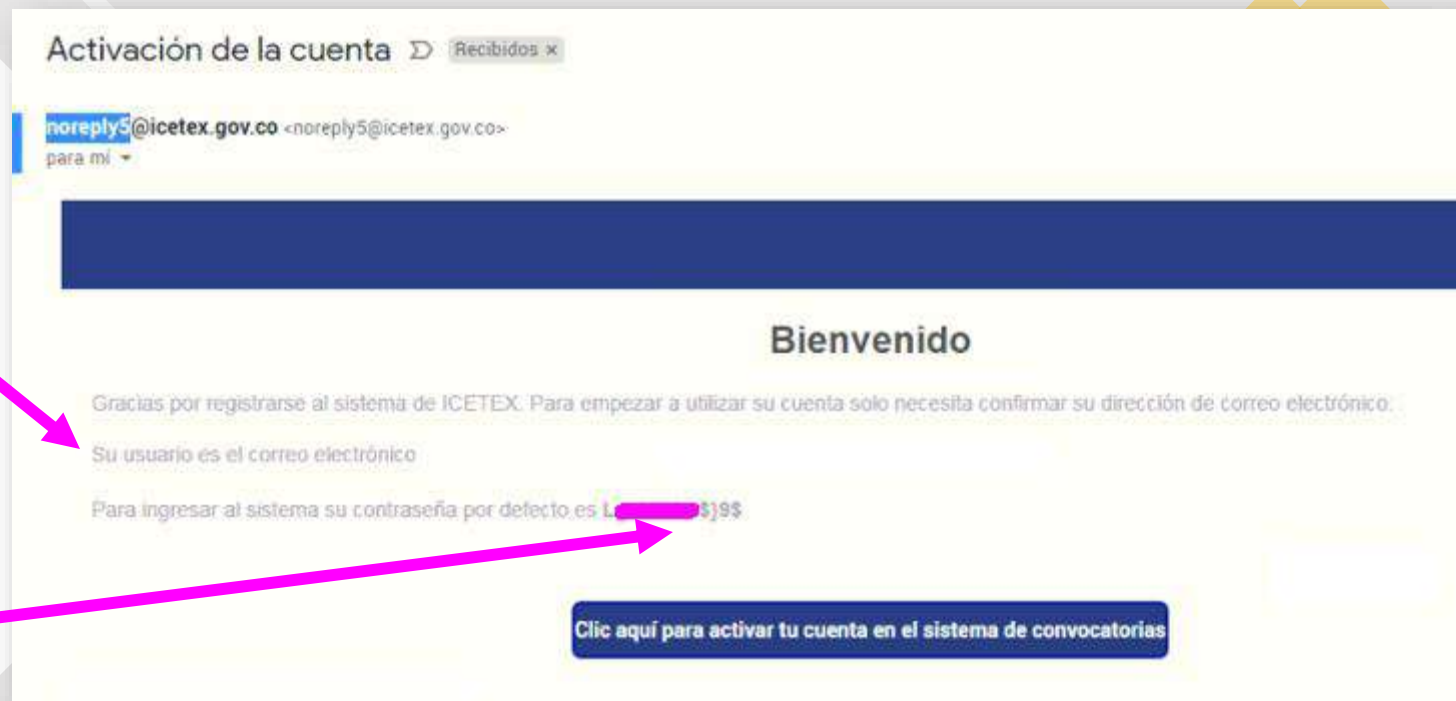 Activación de la cuenta Recibidos ×
noreply5@icetex.gov.co <noreply5@icetex.gov.co>
para mí
Bienvenido
Gracias por registrarse al sistema de ICETEX. Para empezar a utilizar su cuenta solo necesita confirmar su dirección de correo electrónico.
Su usuario es el correo electrónico
Para ingresar al sistema su contraseña por defecto es L $}9$
Clic aquí para activar tu cuenta en el sistema de convocatorias